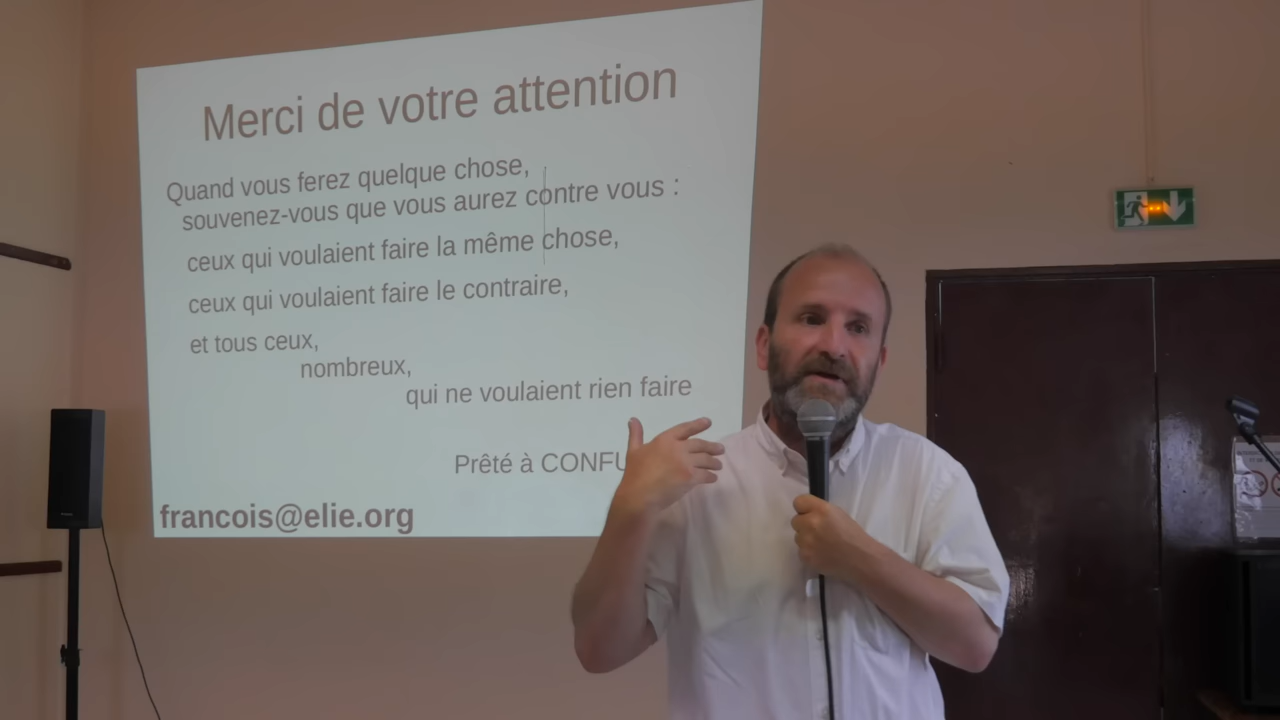 Merci de votre attention
Quand vous ferez quelque chose,
souvenez-vous que vous aurez contre vous :
ceux qui voulaient faire la même chose,
ceux qui voulaient faire le contraire,
et tous ceux,
nombreux,
qui ne voulaient rien faire
Prêté à
francois@elie.org